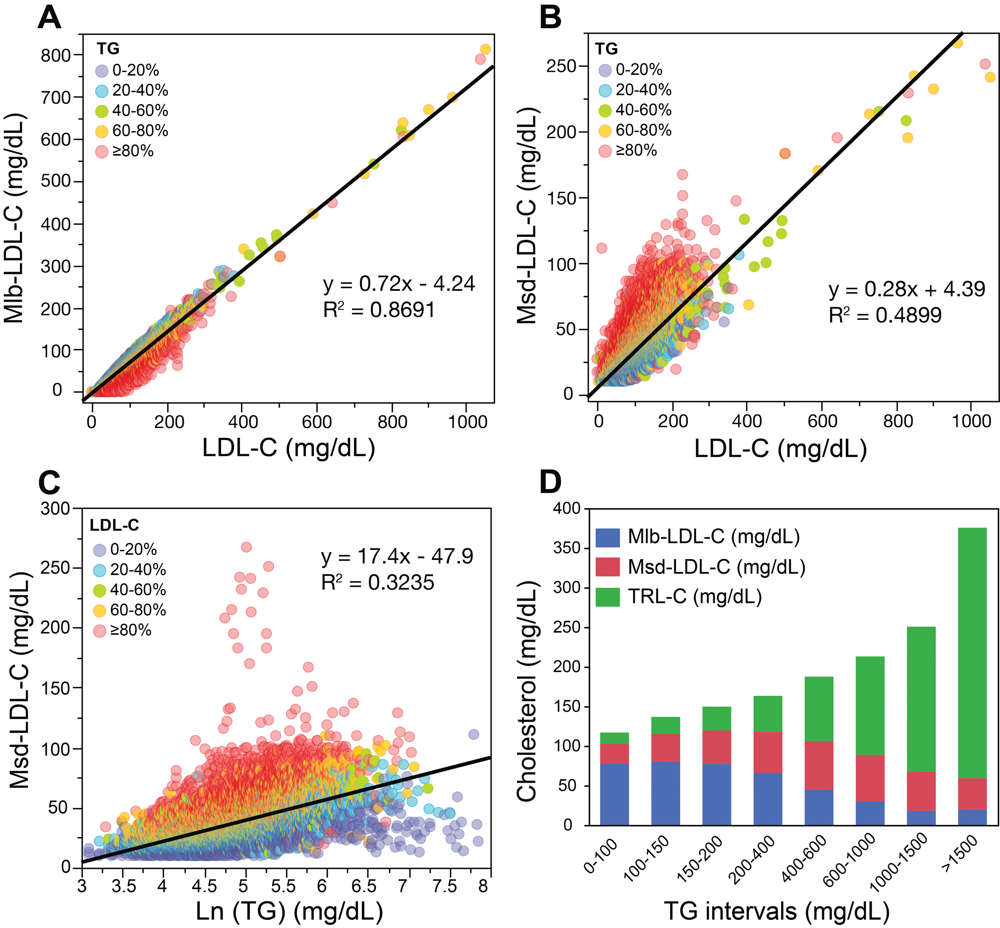 A
TG
0-20%
20-40%
40-60%
60-80%
≥80%
y = 0.72x - 4.24
R² = 0.8691
Mlb-LDL-C (mg/dL)
800
700
600
500
400
300
200
100
0
0 200 400 600 800 1000
LDL-C (mg/dL)
B
TG
0-20%
20-40%
40-60%
60-80%
≥80%
y = 0.28x + 4.39
R² = 0.4899
Msd-LDL-C (mg/dL)
250
200
150
100
50
0
0 200 400 600 800 1000
LDL-C (mg/dL)
C
LDL-C
0-20%
20-40%
40-60%
60-80%
≥80%
y = 17.4x - 47.9
R² = 0.3235
Msd-LDL-C (mg/dL)
300
250
200
150
100
50
0
3 3.5 4 4.5 5 5.5 6 6.5 7 7.5 8
Ln (TG) (mg/dL)
D
Mlb-LDL-C (mg/dL)
Msd-LDL-C (mg/dL)
TRL-C (mg/dL)
Cholesterol (mg/dL)
400
350
300
250
200
150
100
50
0
0-100 100-150 150-200 200-400 400-600 600-1000 1000-1500 >1500
TG intervals (mg/dL)